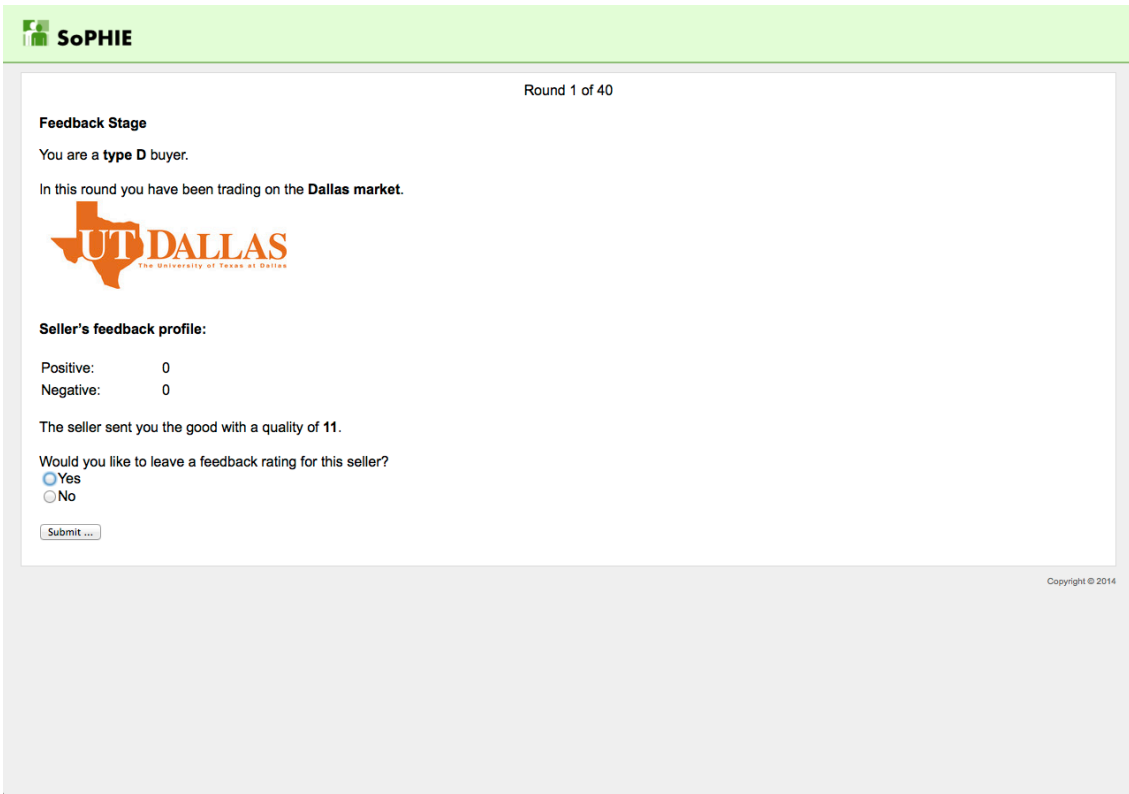 SoPHIE
Round 1 of 40
Feedback Stage
You are a type D buyer.
In this round you have been trading on the Dallas market.
UT DALLAS
The University of Texas at Dallas
Seller's feedback profile:
Positive: 0
Negative: 0
The seller sent you the good with a quality of 11.
Would you like to leave a feedback rating for this seller?
Yes
No
Submit ...
Copyright © 2014